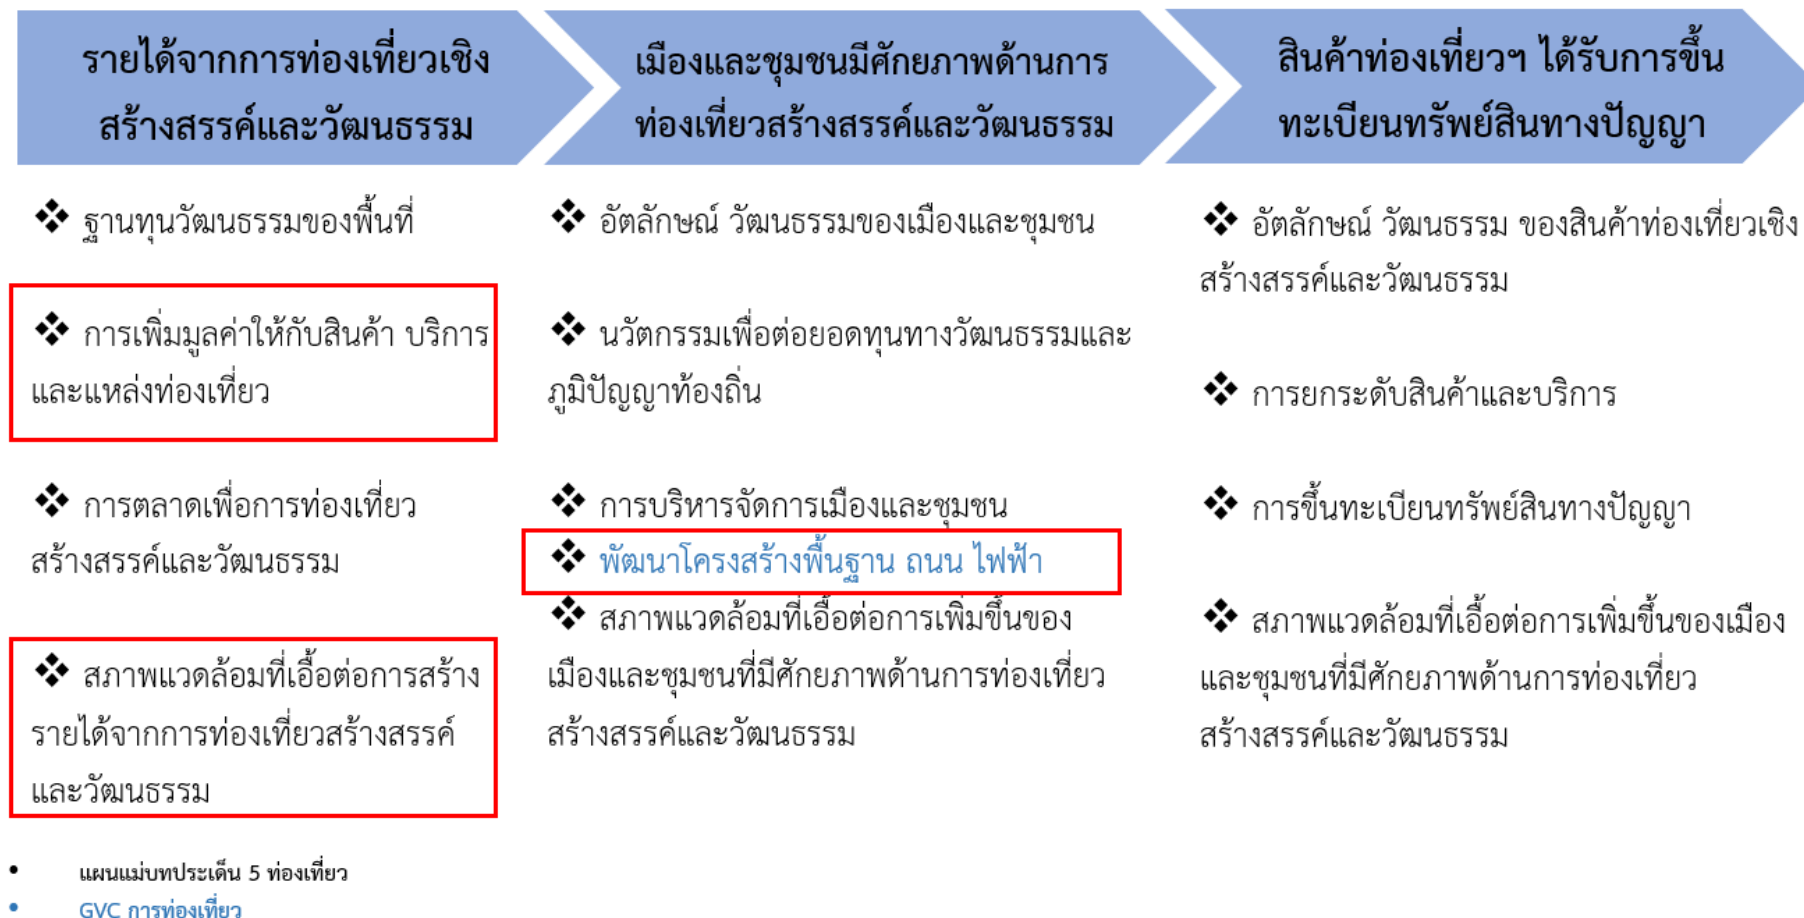 รายได้จากการท่องเที่ยวเชิง
สร้างสรรค์และวัฒนธรรม
❖ ฐานทุนวัฒนธรรมของพื้นที่
❖ การเพิ่มมูลค่าให้กับสินค้า บริการ
และแหล่งท่องเที่ยว
❖ การตลาดเพื่อการท่องเที่ยว
สร้างสรรค์และวัฒนธรรม
❖ สภาพแวดล้อมที่เอื้อต่อการสร้าง
รายได้จากการท่องเที่ยวสร้างสรรค์
และวัฒนธรรม
เมืองและชุมชนมีศักยภาพด้านการ
ท่องเที่ยวสร้างสรรค์และวัฒนธรรม
❖ อัตลักษณ์ วัฒนธรรมของเมืองและชุมชน
❖ นวัตกรรมเพื่อต่อยอดทุนทางวัฒนธรรมและ
ภูมิปัญญาท้องถิ่น
❖ การบริหารจัดการเมืองและชุมชน
❖ พัฒนาโครงสร้างพื้นฐาน ถนน ไฟฟ้า
❖ สภาพแวดล้อมที่เอื้อต่อการเพิ่มขึ้นของ
เมืองและชุมชนที่มีศักยภาพด้านการท่องเที่ยว
สร้างสรรค์และวัฒนธรรม
สินค้าท่องเที่ยวฯ ได้รับการขึ้น
ทะเบียนทรัพย์สินทางปัญญา
❖ อัตลักษณ์ วัฒนธรรม ของสินค้าท่องเที่ยวเชิง
สร้างสรรค์และวัฒนธรรม
❖ การยกระดับสินค้าและบริการ
❖ การขึ้นทะเบียนทรัพย์สินทางปัญญา
❖ สภาพแวดล้อมที่เอื้อต่อการเพิ่มขึ้นของเมือง
และชุมชนที่มีศักยภาพด้านการท่องเที่ยว
สร้างสรรค์และวัฒนธรรม
• แผนแม่บทประเด็น 5 ท่องเที่ยว
• GVC การท่องเที่ยว